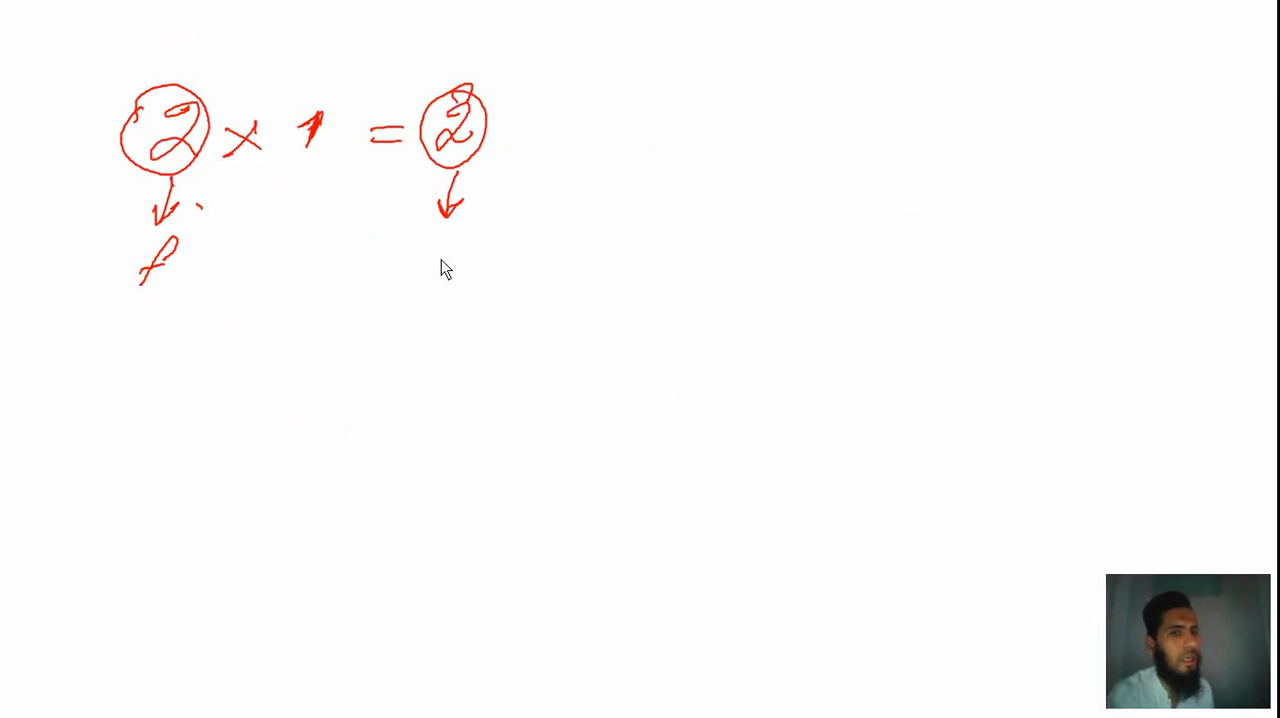 2 × 1 = 2
f